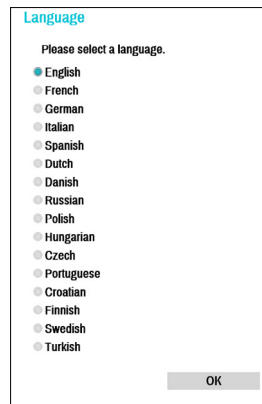 Language
Please select a language.
English
French
German
Italian
Spanish
Dutch
Danish
Russian
Polish
Hungarian
Czech
Portuguese
Croatian
Finnish
Swedish
Turkish
OK